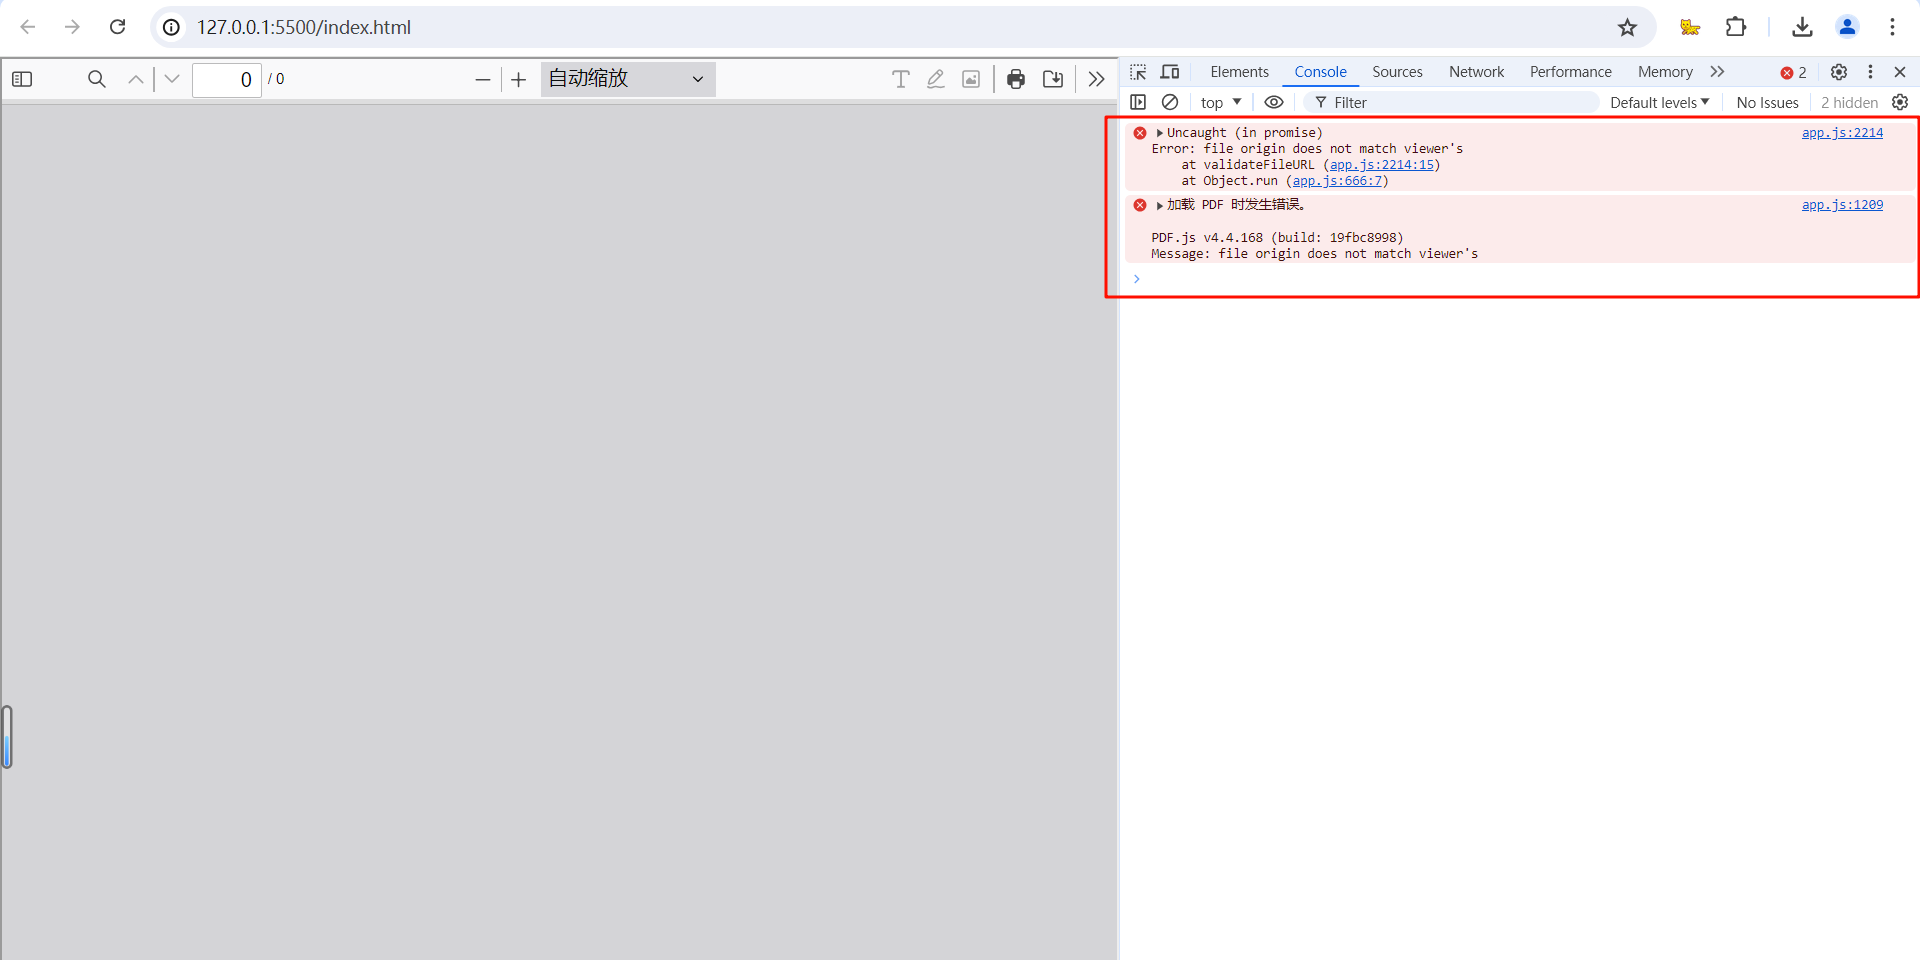 127.0.0.1:5500/index.html
0 / 0
自动缩放
Elements Console Sources Network Performance Memory 2
top Filter Default levels No Issues 2 hidden
Uncaught (in promise) app.js:2214
Error: file origin does not match viewer's
at validateFileURL (app.js:2214:15)
at Object.run (app.js:666:7)
加载 PDF 时发生错误。 app.js:1209
PDF.js v4.4.168 (build: 19fbc8998)
Message: file origin does not match viewer's